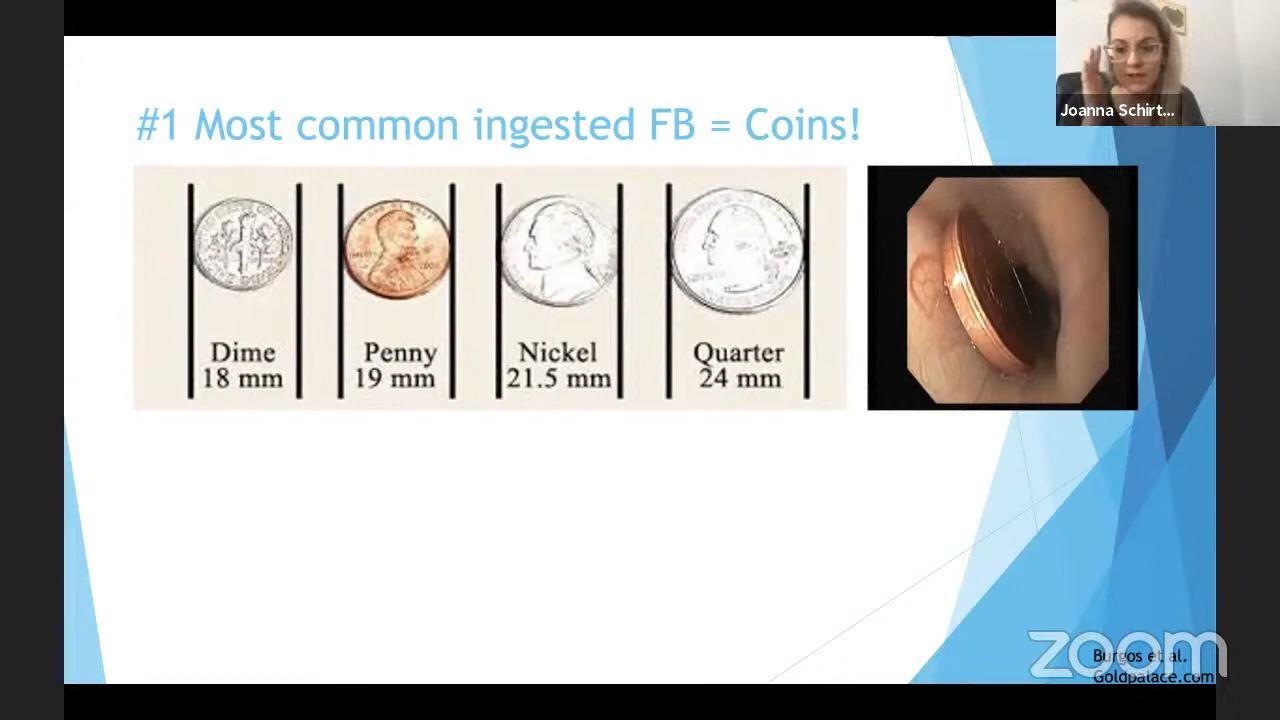 #1 Most common ingested FB = Coins!
Joanna Schirt...
Dime
18 mm
Penny
19 mm
Nickel
21.5 mm
Quarter
24 mm
zoom
Burgos et al.
Goldpalace.com